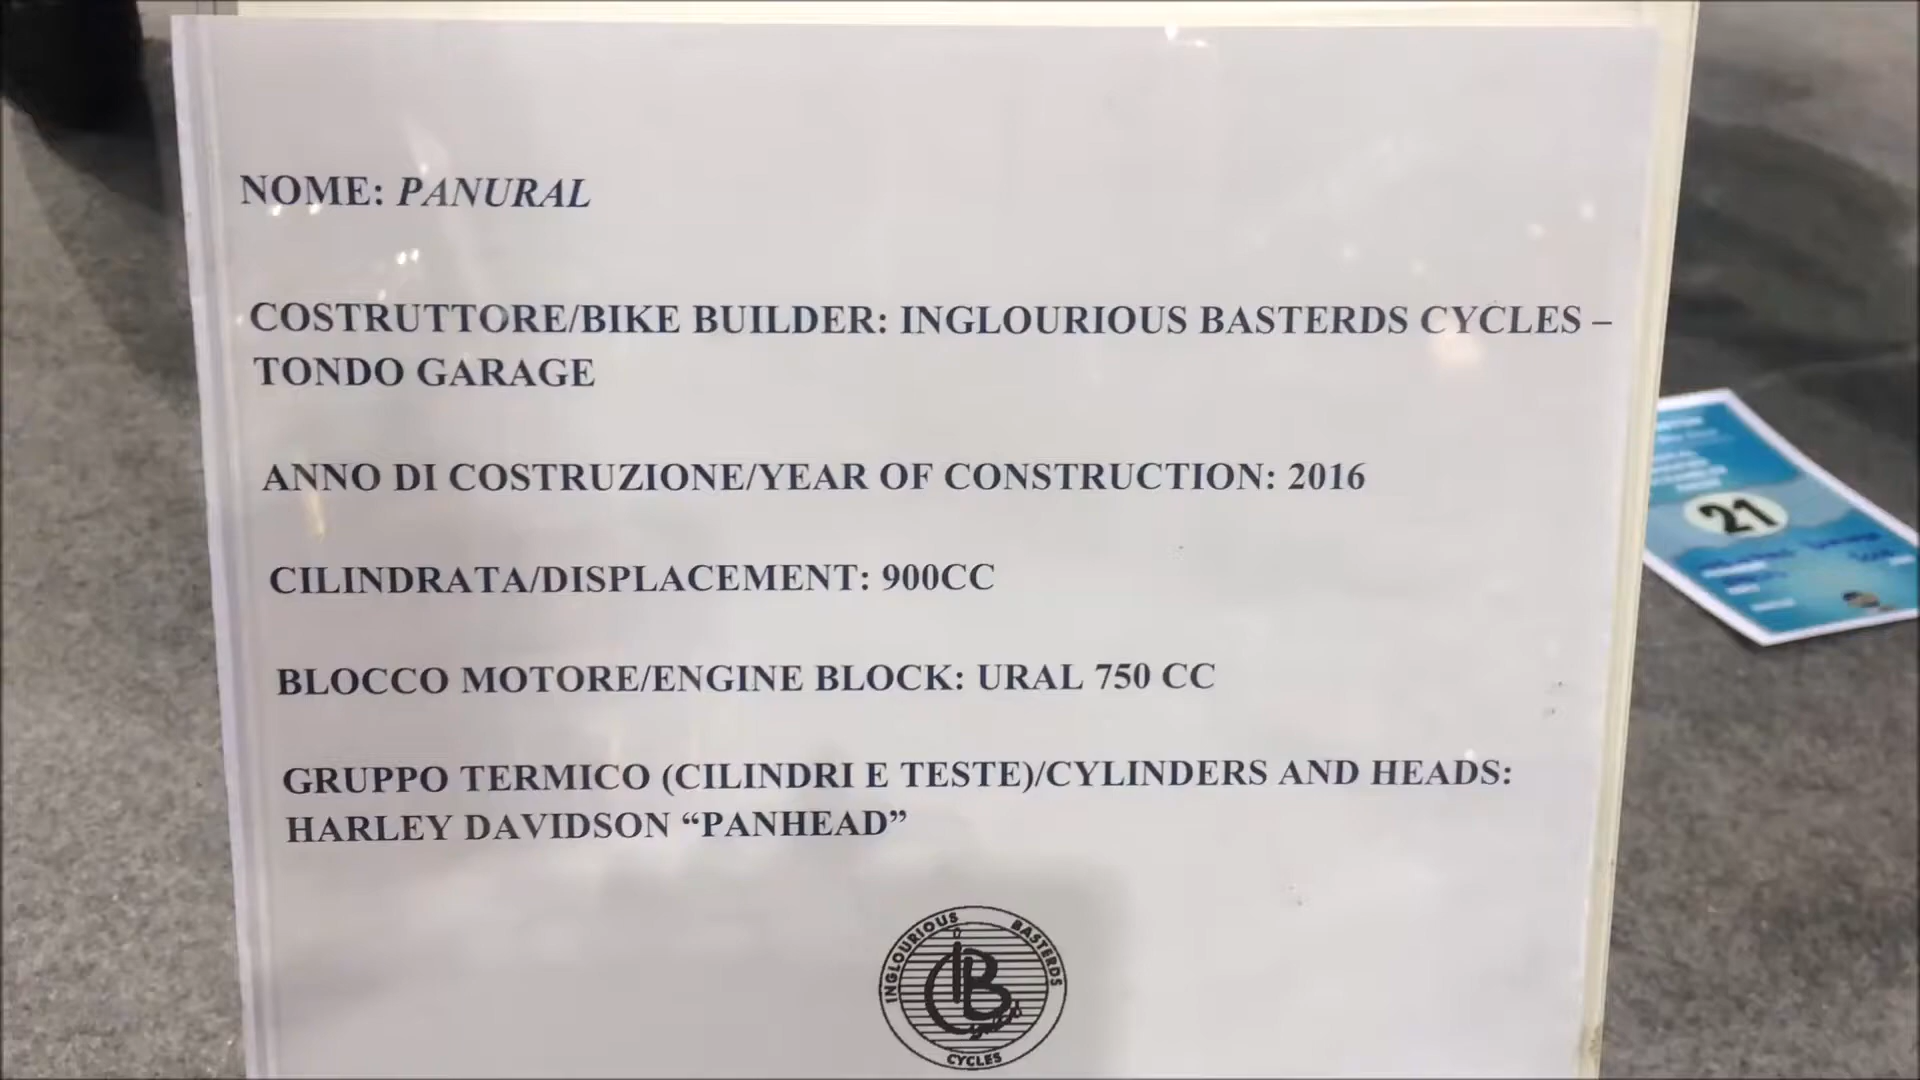 NOME: PANURAL
COSTRUTTORE/BIKE BUILDER: INGLOURIOUS BASTERDS CYCLES –
TONDO GARAGE
ANNO DI COSTRUZIONE/YEAR OF CONSTRUCTION: 2016
CILINDRATA/DISPLACEMENT: 900CC
BLOCCO MOTORE/ENGINE BLOCK: URAL 750 CC
GRUPPO TERMICO (CILINDRI E TESTE)/CYLINDERS AND HEADS:
HARLEY DAVIDSON “PANHEAD”
INGLOURIOUS BASTERDS
CYCLES
21